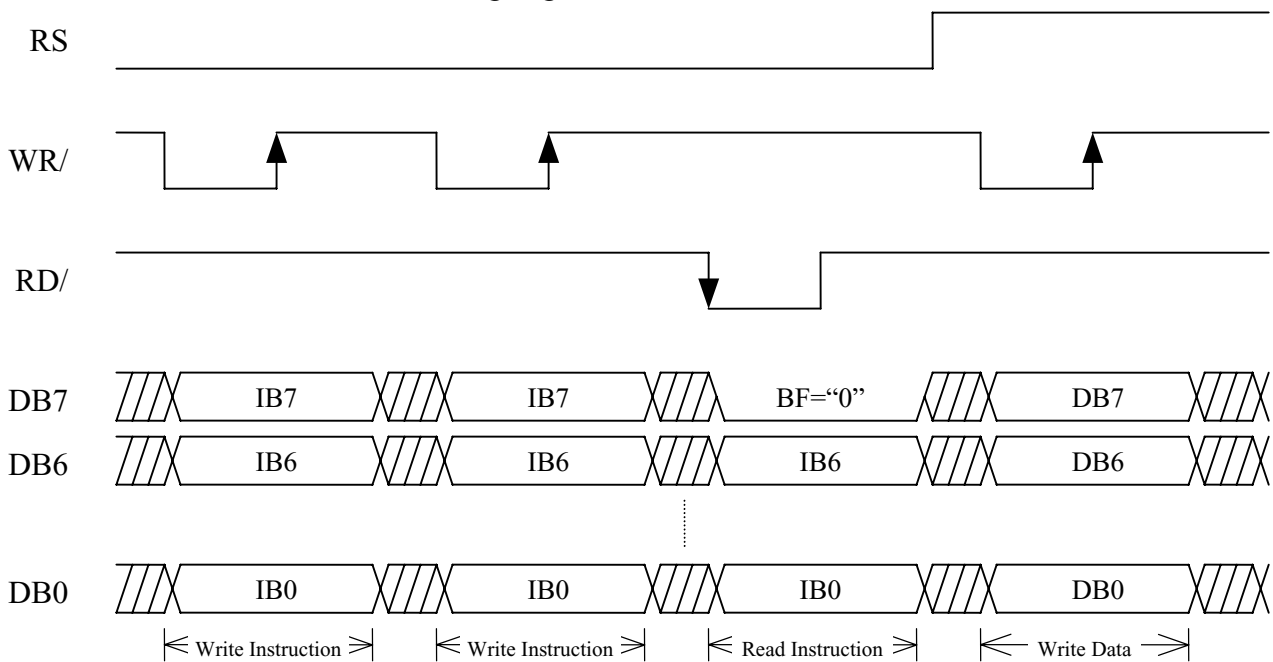 RS
WR/
RD/
DB7 IB7 IB7 BF=“0” DB7
DB6 IB6 IB6 IB6 DB6
DB0 IB0 IB0 IB0 DB0
Write Instruction Write Instruction Read Instruction Write Data